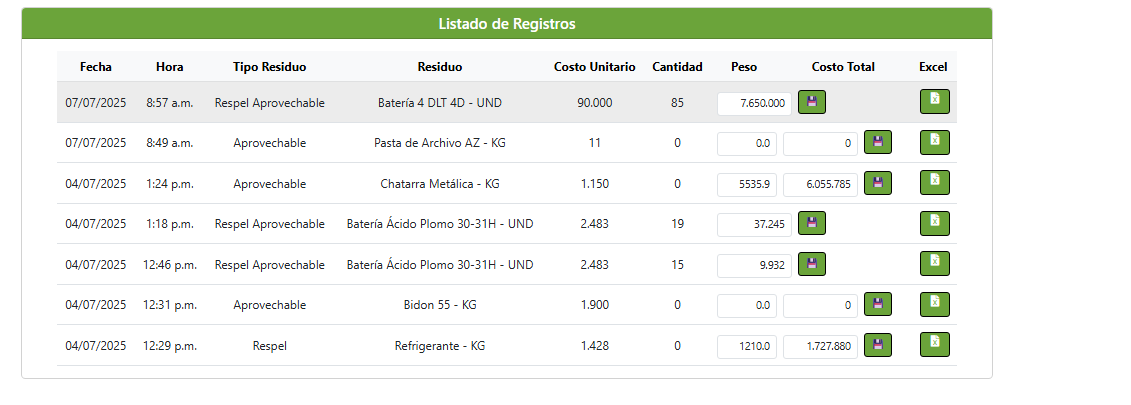 Listado de Registros
Fecha Hora Tipo Residuo Residuo Costo Unitario Cantidad Peso Costo Total Excel
07/07/2025 8:57 a.m. Respel Aprovechable Batería 4 DLT 4D - UND 90.000 85 7.650.000
07/07/2025 8:49 a.m. Aprovechable Pasta de Archivo AZ - KG 11 0 0.0 0
04/07/2025 1:24 p.m. Aprovechable Chatarra Metálica - KG 1.150 0 5535.9 6.055.785
04/07/2025 1:18 p.m. Respel Aprovechable Batería Ácido Plomo 30-31H - UND 2.483 19 37.245
04/07/2025 12:46 p.m. Respel Aprovechable Batería Ácido Plomo 30-31H - UND 2.483 15 9.932
04/07/2025 12:31 p.m. Aprovechable Bidon 55 - KG 1.900 0 0.0 0
04/07/2025 12:29 p.m. Respel Refrigerante - KG 1.428 0 1210.0 1.727.880